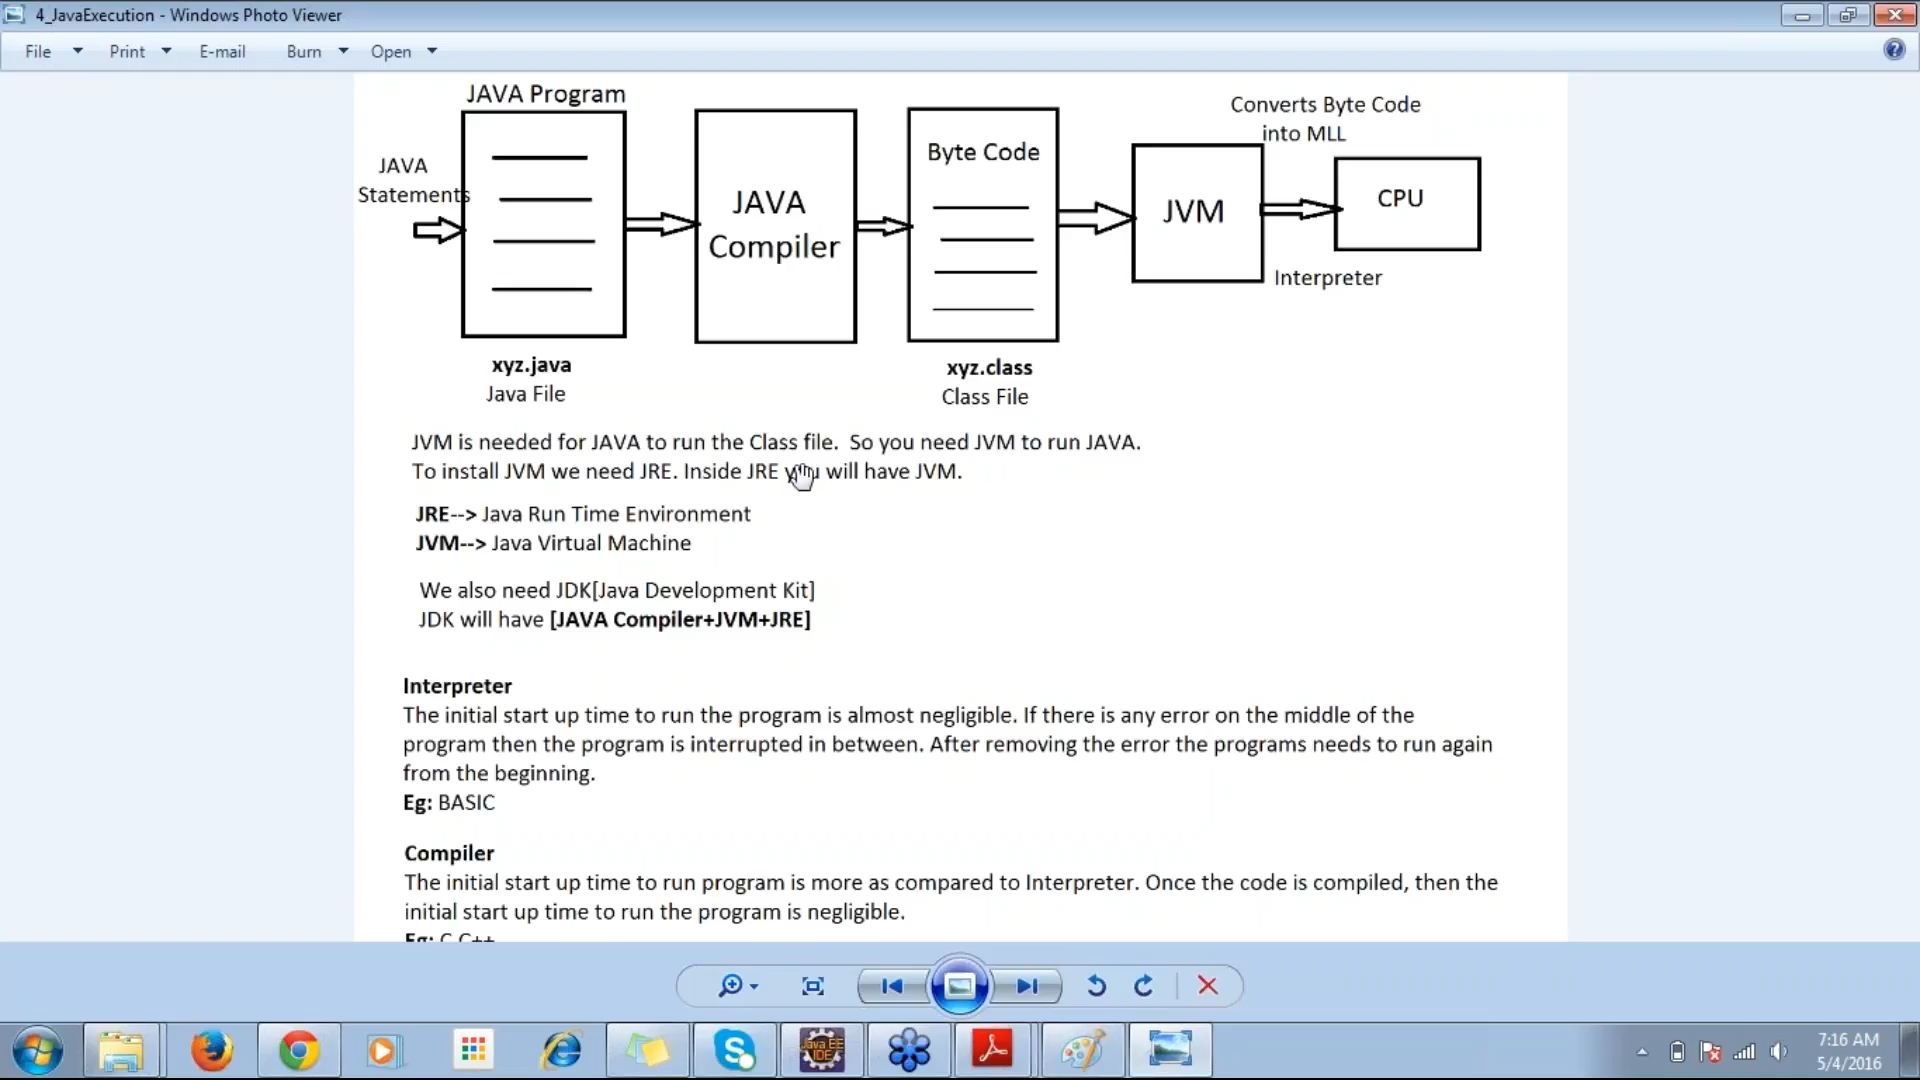 4_JavaExecution - Windows Photo Viewer
File Print E-mail Burn Open
JAVA Program
JAVA
Statements
xyz.java
Java File
JAVA
Compiler
Byte Code
xyz.class
Class File
JVM
Converts Byte Code
into MLL
CPU
Interpreter
JVM is needed for JAVA to run the Class file. So you need JVM to run JAVA.
To install JVM we need JRE. Inside JRE you will have JVM.
JRE--> Java Run Time Environment
JVM--> Java Virtual Machine
We also need JDK[Java Development Kit]
JDK will have [JAVA Compiler+JVM+JRE]
Interpreter
The initial start up time to run the program is almost negligible. If there is any error on the middle of the
program then the program is interrupted in between. After removing the error the programs needs to run again
from the beginning.
Eg: BASIC
Compiler
The initial start up time to run program is more as compared to Interpreter. Once the code is compiled, then the
initial start up time to run the program is negligible.
Eg: C C++
Java EE
IDE
7:16 AM
5/4/2016